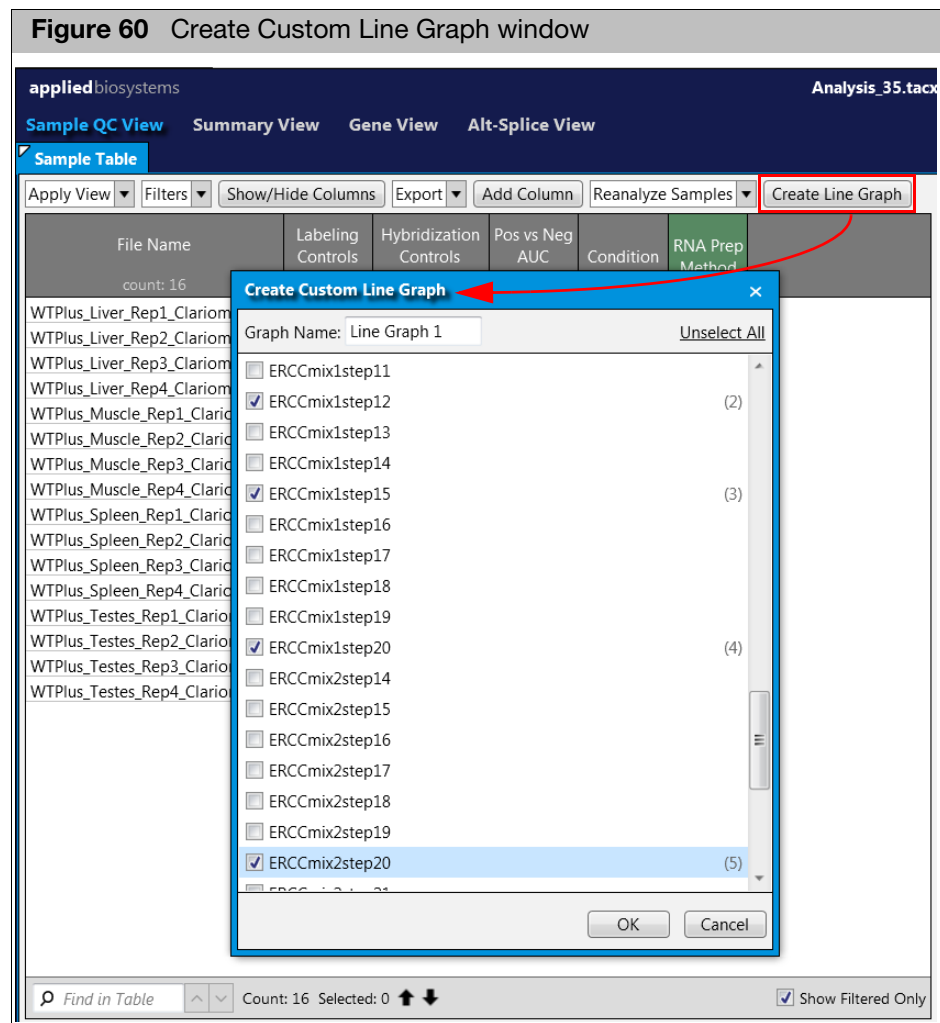 Figure 60 Create Custom Line Graph window
appliedbiosystems
Analysis_35.tacx
Sample QC View Summary View Gene View Alt-Splice View
Sample Table
Apply View Filters Show/Hide Columns Export Add Column Reanalyze Samples Create Line Graph
File Name
count: 16
Labeling Controls
Hybridization Controls
Pos vs Neg AUC
Condition
RNA Prep Method
WTPlus_Liver_Rep1_Clariom
WTPlus_Liver_Rep2_Clariom
WTPlus_Liver_Rep3_Clariom
WTPlus_Liver_Rep4_Clariom
WTPlus_Muscle_Rep1_Claric
WTPlus_Muscle_Rep2_Claric
WTPlus_Muscle_Rep3_Claric
WTPlus_Muscle_Rep4_Claric
WTPlus_Spleen_Rep1_Claric
WTPlus_Spleen_Rep2_Claric
WTPlus_Spleen_Rep3_Claric
WTPlus_Spleen_Rep4_Claric
WTPlus_Testes_Rep1_Clario
WTPlus_Testes_Rep2_Clario
WTPlus_Testes_Rep3_Clario
WTPlus_Testes_Rep4_Clario
Create Custom Line Graph
Graph Name: Line Graph 1 Unselect All
ERCCmix1step11
ERCCmix1step12 (2)
ERCCmix1step13
ERCCmix1step14
ERCCmix1step15 (3)
ERCCmix1step16
ERCCmix1step17
ERCCmix1step18
ERCCmix1step19
ERCCmix1step20 (4)
ERCCmix2step14
ERCCmix2step15
ERCCmix2step16
ERCCmix2step17
ERCCmix2step18
ERCCmix2step19
ERCCmix2step20 (5)
OK Cancel
Find in Table Count: 16 Selected: 0 Show Filtered Only